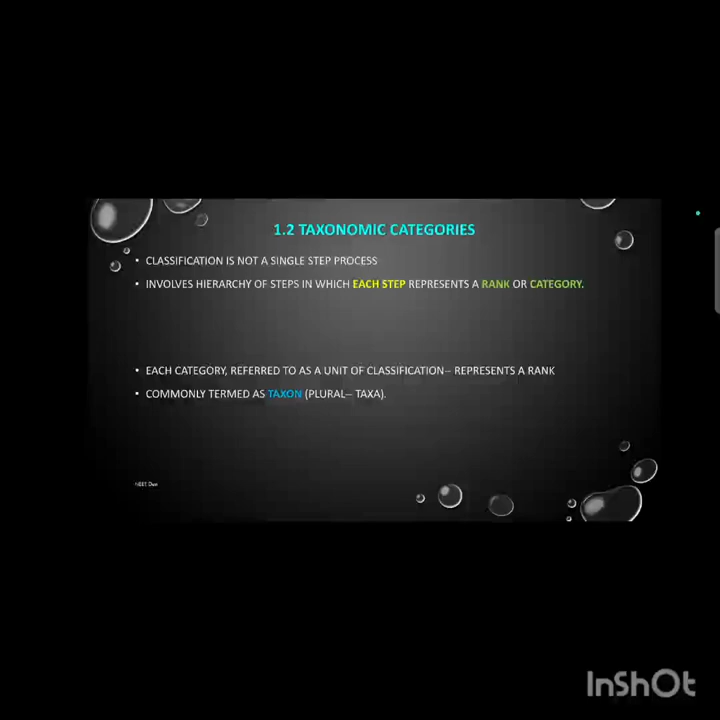 1.2 TAXONOMIC CATEGORIES
• CLASSIFICATION IS NOT A SINGLE STEP PROCESS
• INVOLVES HIERARCHY OF STEPS IN WHICH EACH STEP REPRESENTS A RANK OR CATEGORY.
• EACH CATEGORY, REFERRED TO AS A UNIT OF CLASSIFICATION-- REPRESENTS A RANK
• COMMONLY TERMED AS TAXON (PLURAL-- TAXA).
InShOt